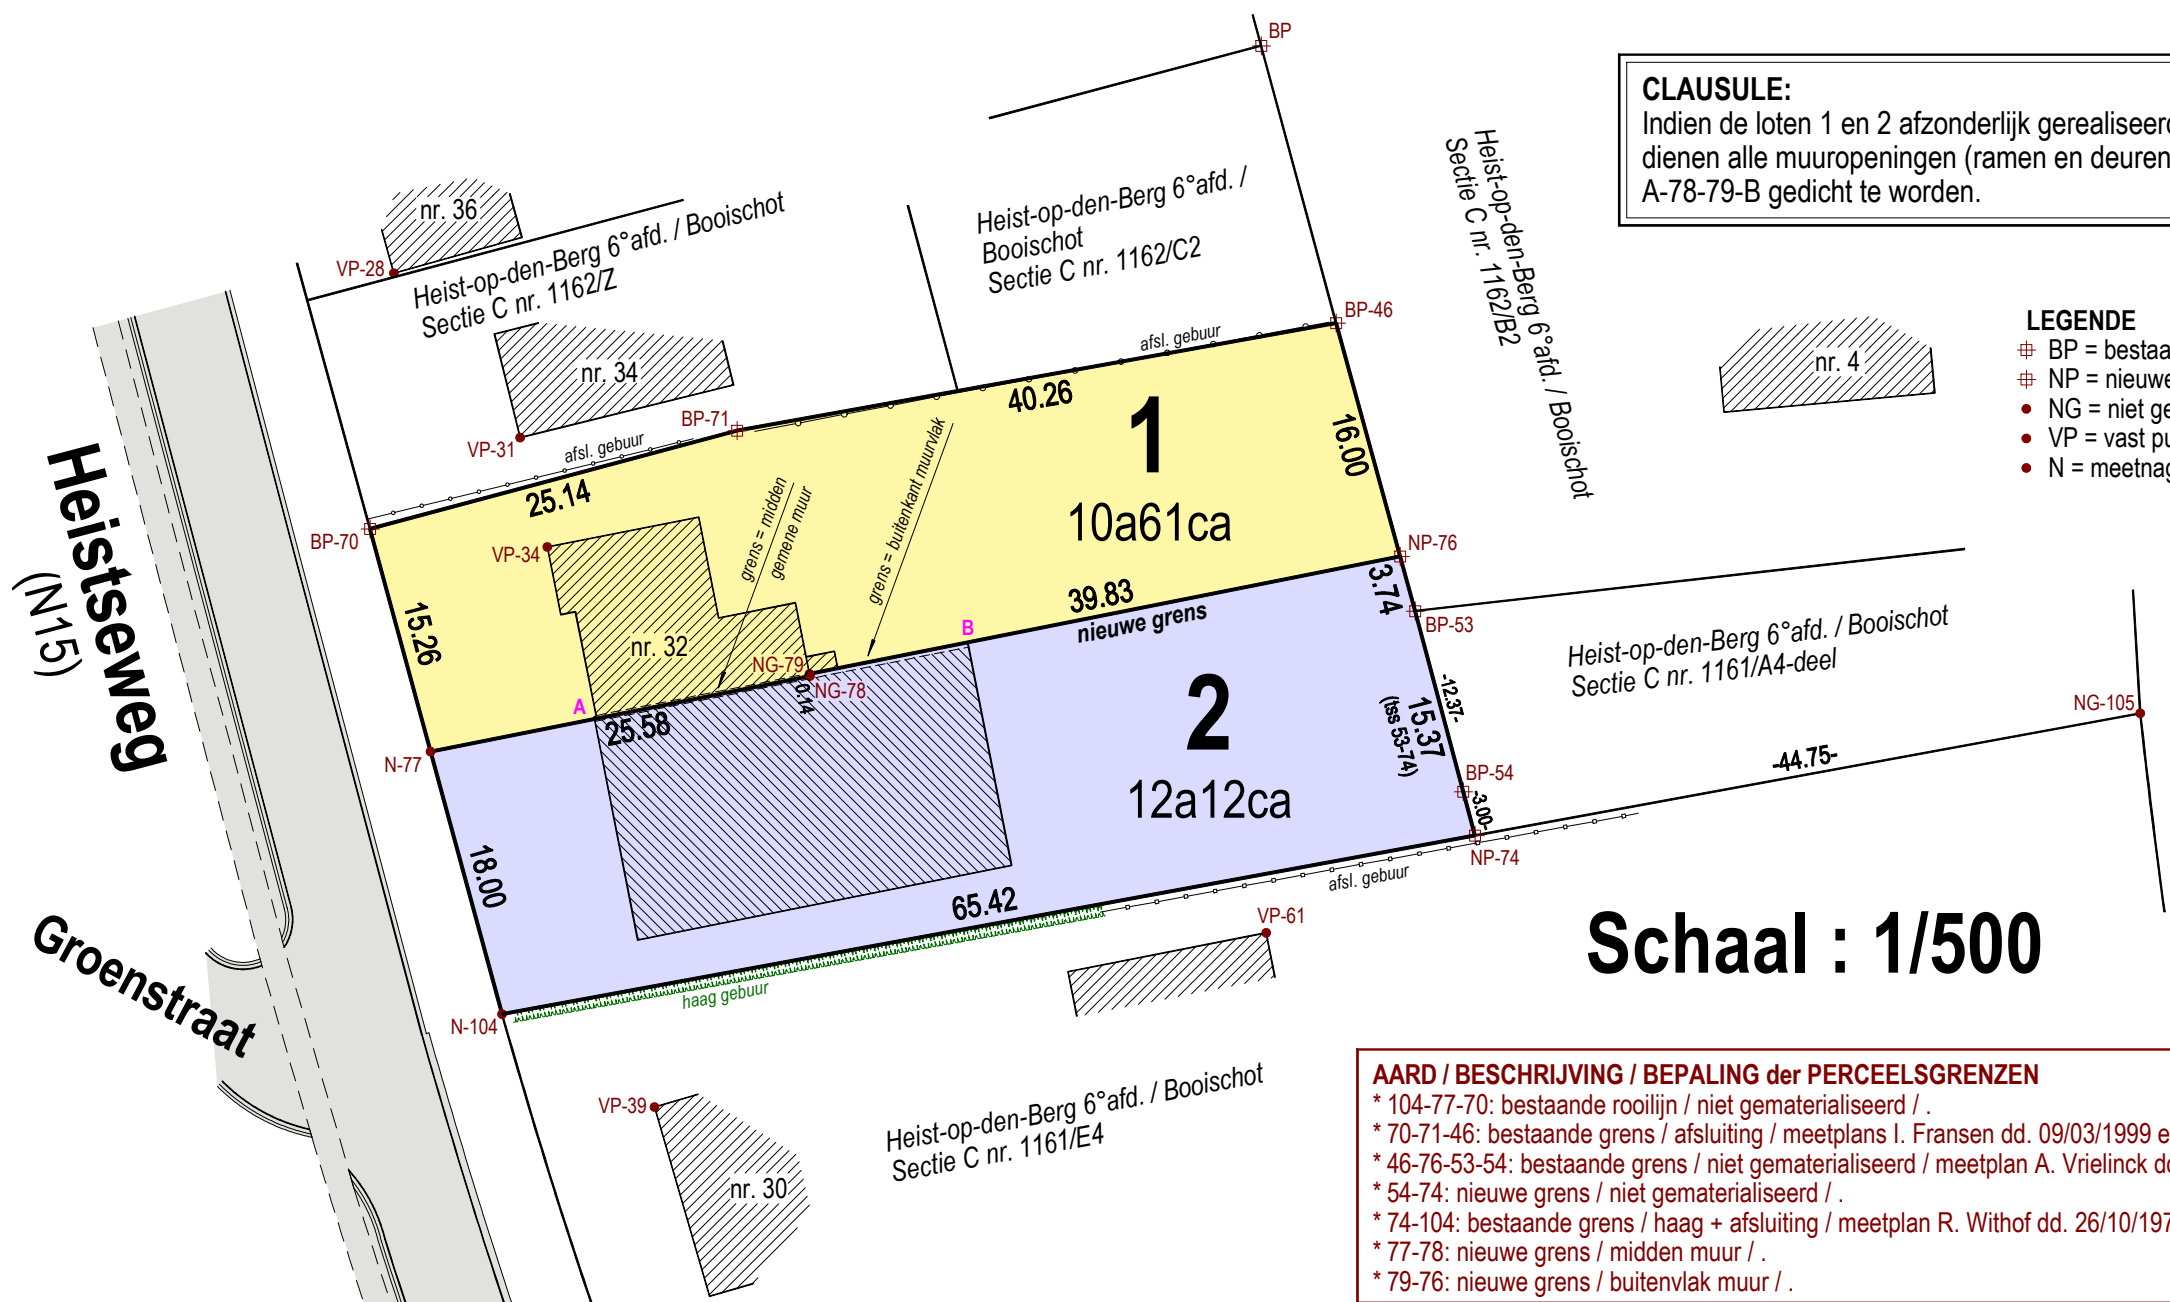 BP
CLAUSULE:
Indien de loten 1 en 2 afzonderlijk gerealiseerd
dienen alle muuropeningen (ramen en deuren
A-78-79-B gedicht te worden.
nr. 36
VP-28
Heist-op-den-Berg 6°afd. / Booischot
Sectie C nr. 1162/Z
Heist-op-den-Berg 6°afd. /
Booischot
Sectie C nr. 1162/C2
Heist-op-den-Berg 6°afd. / Booischot
Sectie C nr. 1162/B2
BP-46
afsl. gebuur
LEGENDE
BP = bestaa
NP = nieuwe
NG = niet ge
VP = vast pu
N = meetnag
nr. 4
nr. 34
VP-31
BP-71
afsl. gebuur
40.26
25.14
1
10a61ca
16.00
Heistseweg
(N15)
BP-70
VP-34
grens = midden
gemene muur
grens = buitenkant muurvlak
NP-76
15.26
nr. 32
39.83
nieuwe grens
3.74
BP-53
Heist-op-den-Berg 6°afd. / Booischot
Sectie C nr. 1161/A4-deel
B
NG-79
NG-78
0.14
A
25.58
N-77
2
12a12ca
-12.37-
15.37
(tss 53-74)
NG-105
-44.75-
BP-54
-3.00-
NP-74
18.00
65.42
afsl. gebuur
VP-61
Groenstraat
haag gebuur
N-104
Schaal : 1/500
VP-39
nr. 30
Heist-op-den-Berg 6°afd. / Booischot
Sectie C nr. 1161/E4
AARD / BESCHRIJVING / BEPALING der PERCEELSGRENZEN
* 104-77-70: bestaande rooilijn / niet gematerialiseerd / .
* 70-71-46: bestaande grens / afsluiting / meetplans I. Fransen dd. 09/03/1999 e
* 46-76-53-54: bestaande grens / niet gematerialiseerd / meetplan A. Vrielinck do
* 54-74: nieuwe grens / niet gematerialiseerd / .
* 74-104: bestaande grens / haag + afsluiting / meetplan R. Withof dd. 26/10/197
* 77-78: nieuwe grens / midden muur / .
* 79-76: nieuwe grens / buitenvlak muur / .